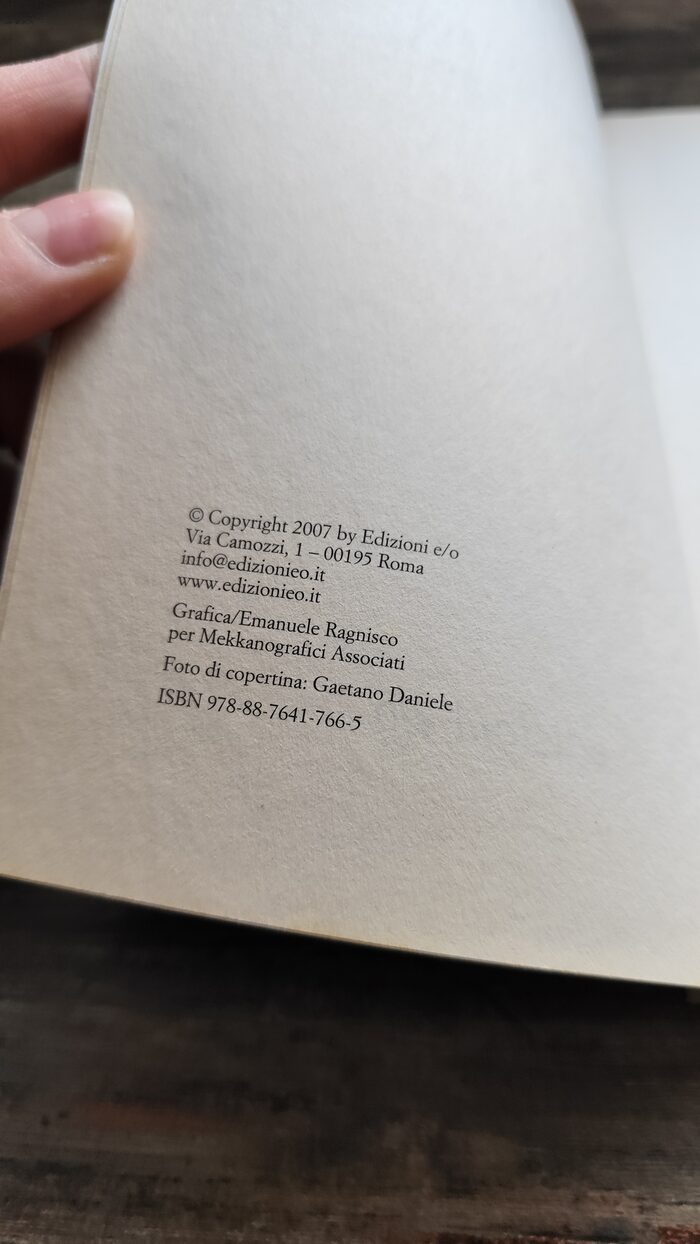 © Copyright 2007 by Edizioni e/o
Via Camozzi, 1 – 00195 Roma
info@edizionieo.it
www.edizionieo.it
Grafica/Emanuele Ragnisco
per Mekkanografici Associati
Foto di copertina: Gaetano Daniele
ISBN 978-88-7641-766-5